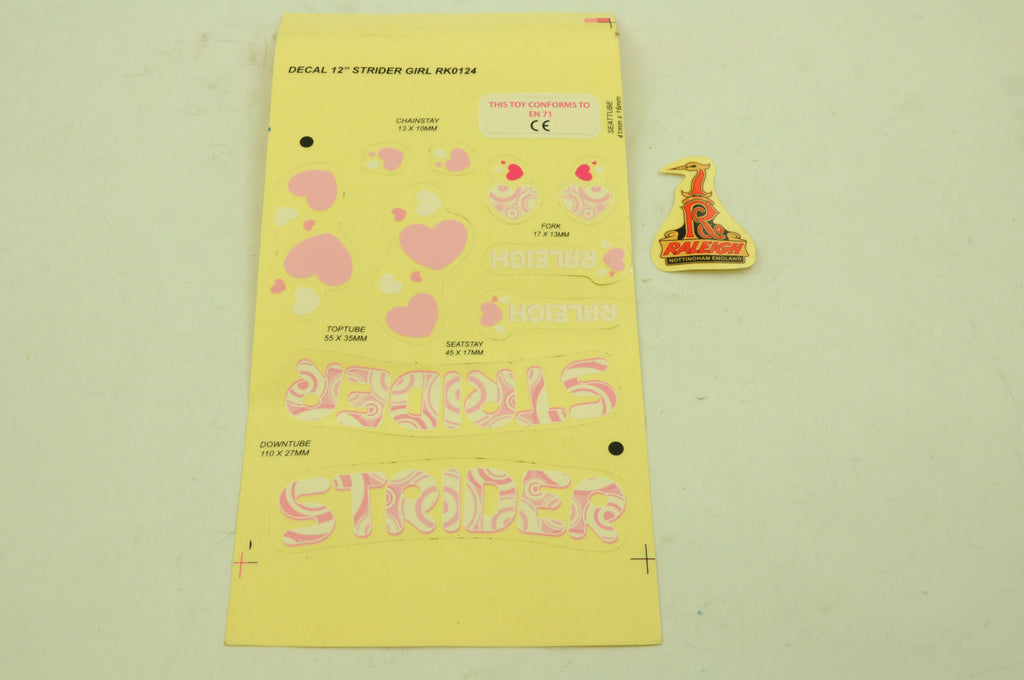 DECAL 12" STRIDER GIRL RK0124
THIS TOY CONFORMS TO
EN 71
CE
SEATTUBE
41mm x 16mm
CHAINSTAY
13 X 10MM
FORK
17 X 13MM
RALEIGH
RALEIGH
TOPTUBE
55 X 35MM
SEATSTAY
45 X 17MM
STRIDER
DOWNTUBE
110 X 27MM
STRIDER
R
RALEIGH
NOTTINGHAM ENGLAND